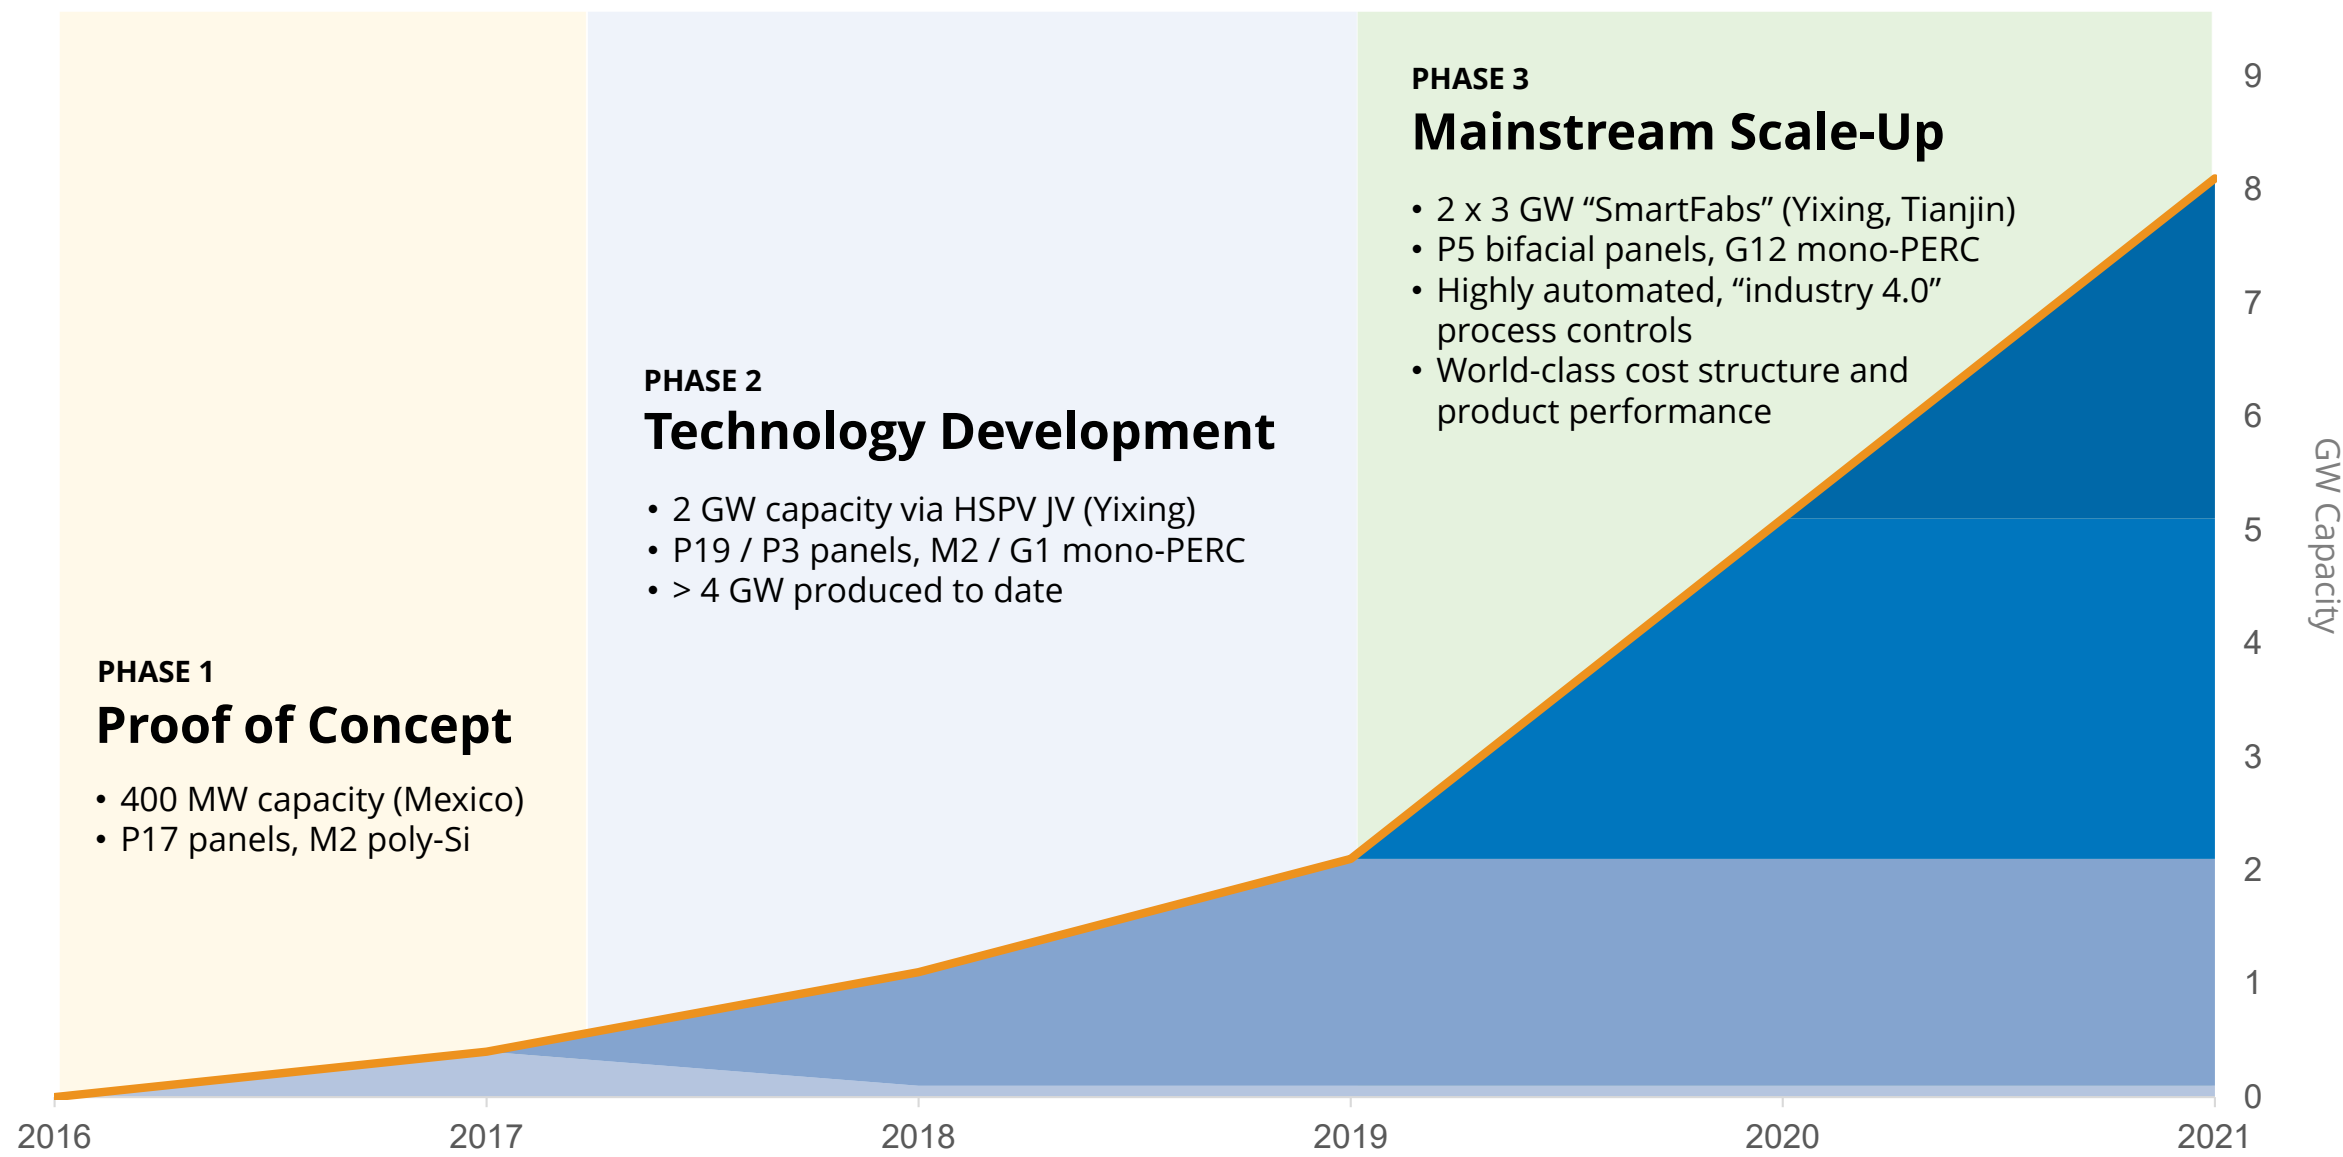 PHASE 1
Proof of Concept
• 400 MW capacity (Mexico)
• P17 panels, M2 poly-Si
PHASE 2
Technology Development
• 2 GW capacity via HSPV JV (Yixing)
• P19 / P3 panels, M2 / G1 mono-PERC
• > 4 GW produced to date
PHASE 3
Mainstream Scale-Up
• 2 x 3 GW “SmartFabs” (Yixing, Tianjin)
• P5 bifacial panels, G12 mono-PERC
• Highly automated, “industry 4.0”
process controls
• World-class cost structure and
product performance
9
8
7
6
5
4
3
2
1
0
GW Capacity
2016 2017 2018 2019 2020 2021